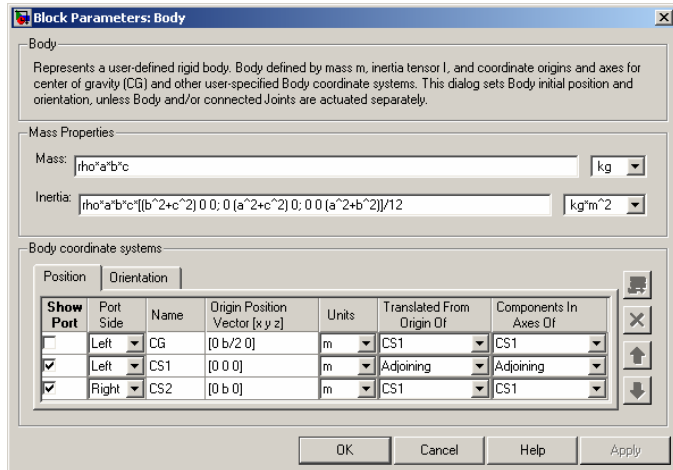 Block Parameters: Body
Body
Represents a user-defined rigid body. Body defined by mass m, inertia tensor I, and coordinate origins and axes for
center of gravity (CG) and other user-specified Body coordinate systems. This dialog sets Body initial position and
orientation, unless Body and/or connected Joints are actuated separately.
Mass Properties
Mass: rho*a*b*c kg
Inertia: rho*a*b*c*[(b^2+c^2) 0 0; 0 (a^2+c^2) 0; 0 0 (a^2+b^2)]/12 kg*m^2
Body coordinate systems
Position Orientation
Show Port Port Side Name Origin Position Vector [x y z] Units Translated From Origin Of Components In Axes Of
Left CG [0 b/2 0] m CS1 CS1
Left CS1 [0 0 0] m Adjoining Adjoining
Right CS2 [0 b 0] m CS1 CS1
OK Cancel Help Apply